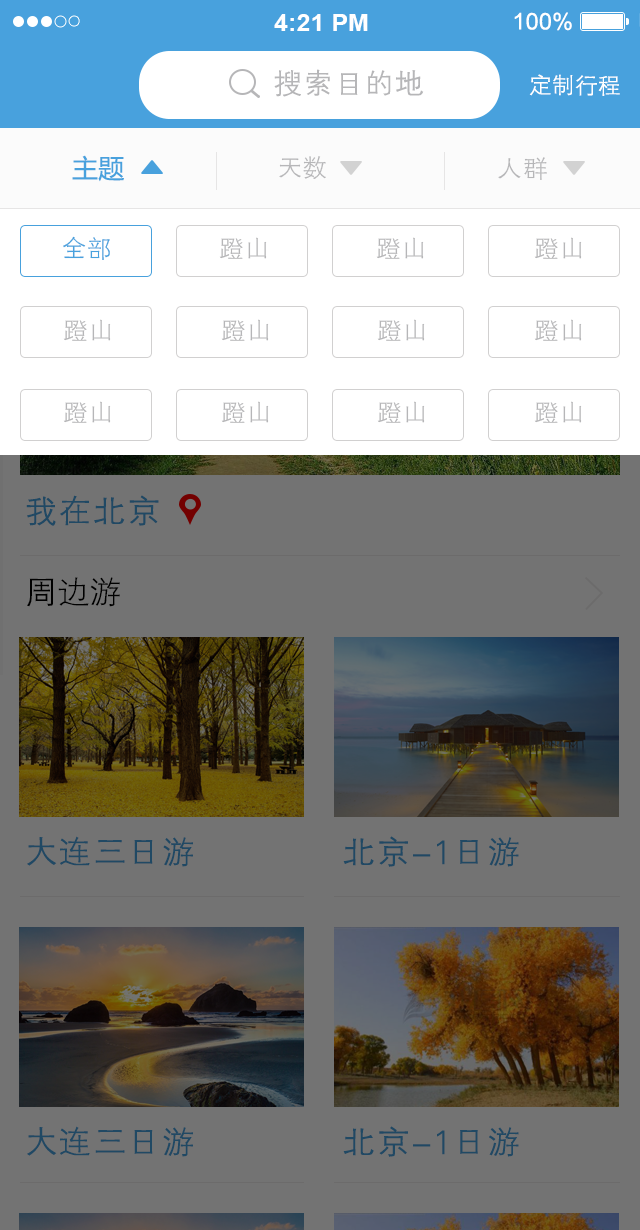 4:21 PM 100%
搜索目的地 定制行程
主题 天数 人群
全部 蹬山 蹬山 蹬山
蹬山 蹬山 蹬山 蹬山
蹬山 蹬山 蹬山 蹬山
我在北京
周边游
大连三日游 北京-1日游
大连三日游 北京-1日游